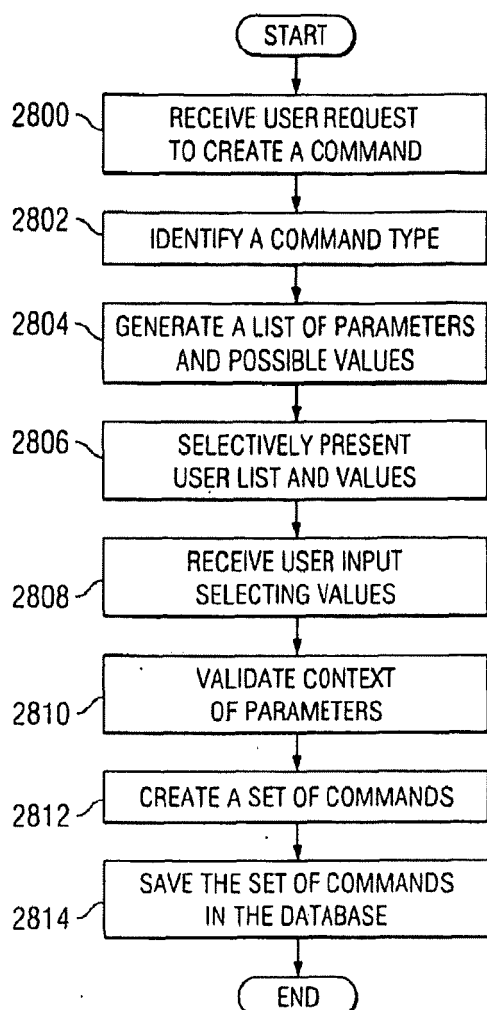 START
2800
RECEIVE USER REQUEST
TO CREATE A COMMAND
2802
IDENTIFY A COMMAND TYPE
2804
GENERATE A LIST OF PARAMETERS
AND POSSIBLE VALUES
2806
SELECTIVELY PRESENT
USER LIST AND VALUES
2808
RECEIVE USER INPUT
SELECTING VALUES
2810
VALIDATE CONTEXT
OF PARAMETERS
2812
CREATE A SET OF COMMANDS
2814
SAVE THE SET OF COMMANDS
IN THE DATABASE
END